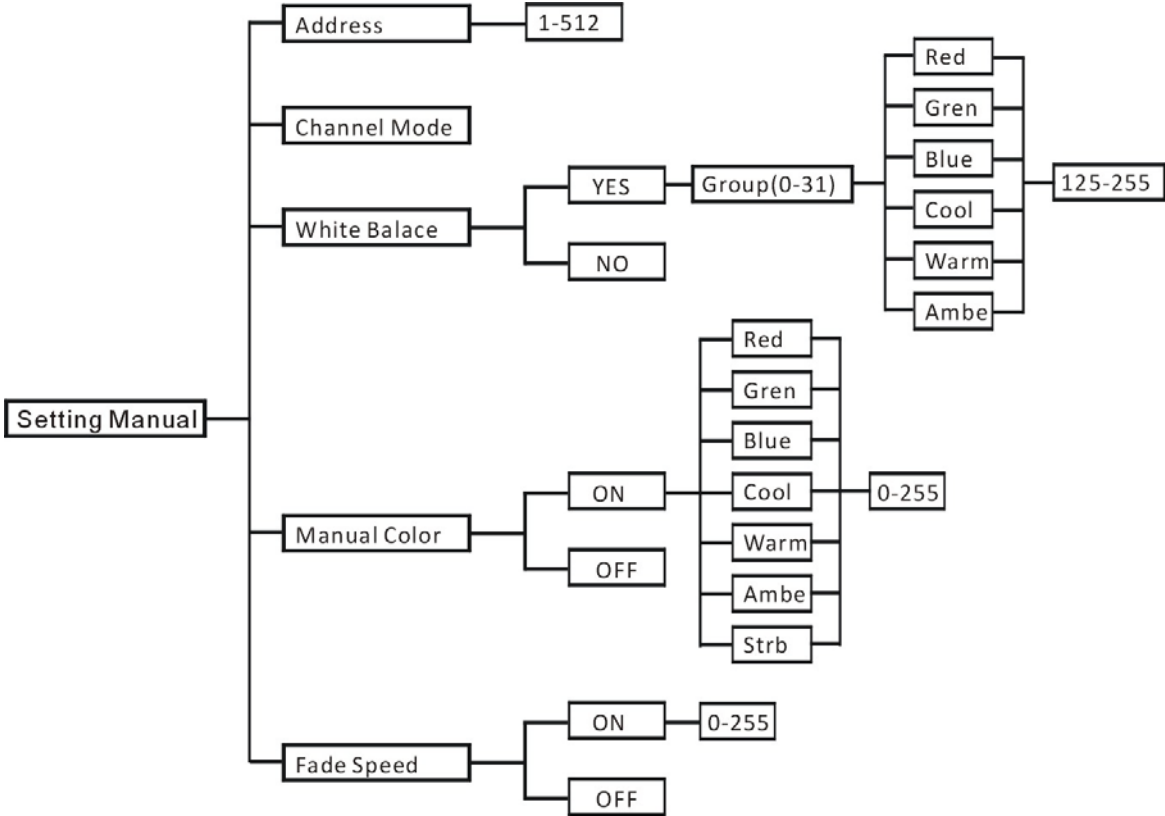 Setting Manual
Address
1-512
Channel Mode
White Balace
YES
Group(0-31)
Red
Gren
Blue
Cool
Warm
Ambe
125-255
NO
Manual Color
ON
Red
Gren
Blue
Cool
Warm
Ambe
Strb
0-255
OFF
Fade Speed
ON
0-255
OFF